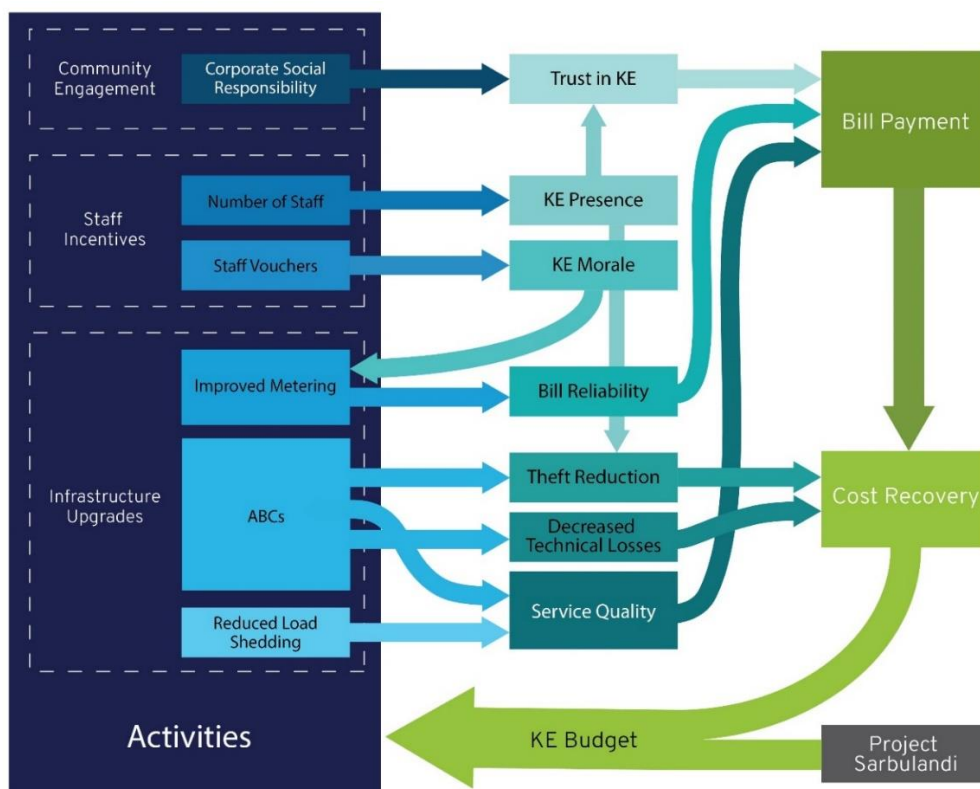 Community
Engagement
Corporate Social
Responsibility
Trust in KE
Bill Payment
Staff
Incentives
Number of Staff
KE Presence
Staff Vouchers
KE Morale
Infrastructure
Upgrades
Improved Metering
Bill Reliability
ABCs
Theft Reduction
Cost Recovery
Decreased
Technical Losses
Reduced Load
Shedding
Service Quality
Activities
KE Budget
Project
Sarbulandi